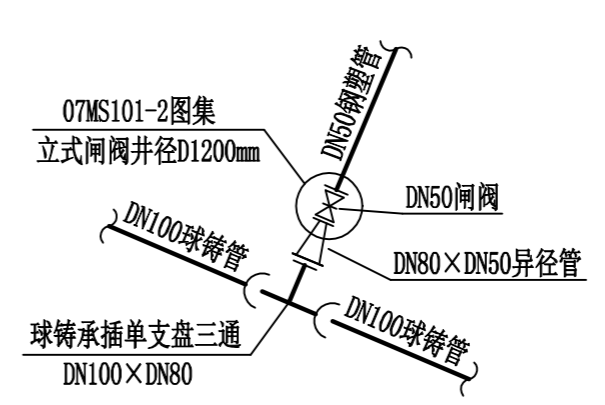 DN50钢塑管
07MS101-2图集
立式闸阀井径D1200mm
DN50闸阀
DN100球铸管
DN80×DN50异径管
DN100球铸管
球铸承插单支盘三通
DN100×DN80